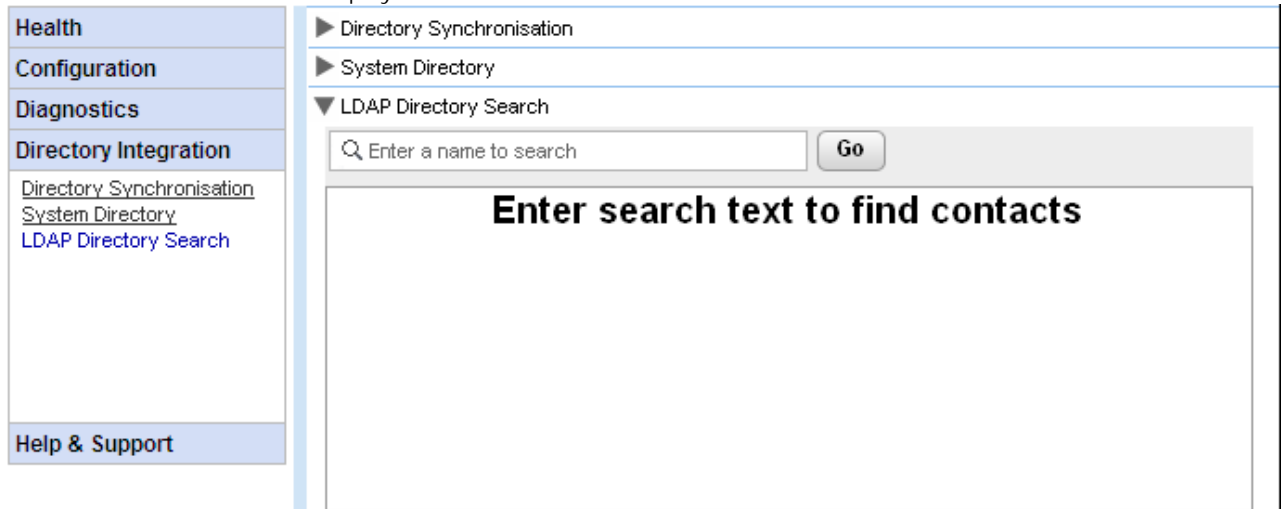 Health
Configuration
Diagnostics
Directory Integration
Directory Synchronisation
System Directory
LDAP Directory Search
Help & Support
Directory Synchronisation
System Directory
LDAP Directory Search
Enter a name to search
Go
Enter search text to find contacts